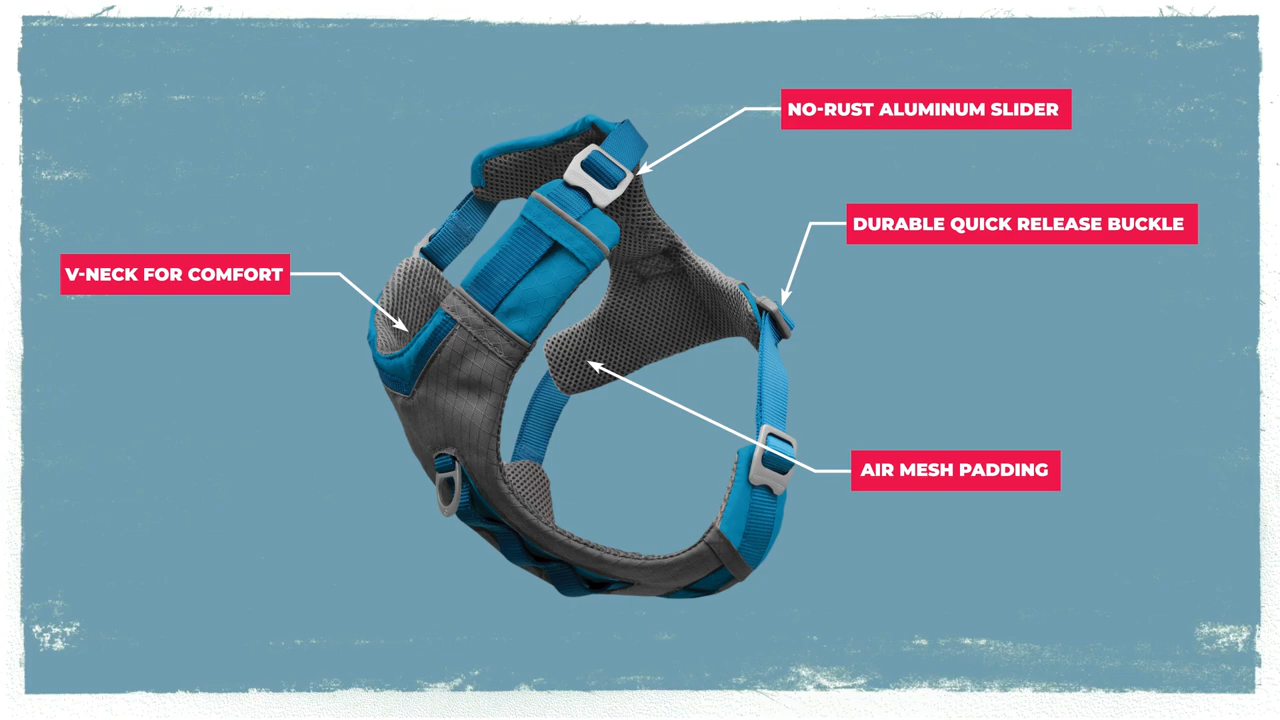 NO-RUST ALUMINUM SLIDER
DURABLE QUICK RELEASE BUCKLE
V-NECK FOR COMFORT
AIR MESH PADDING